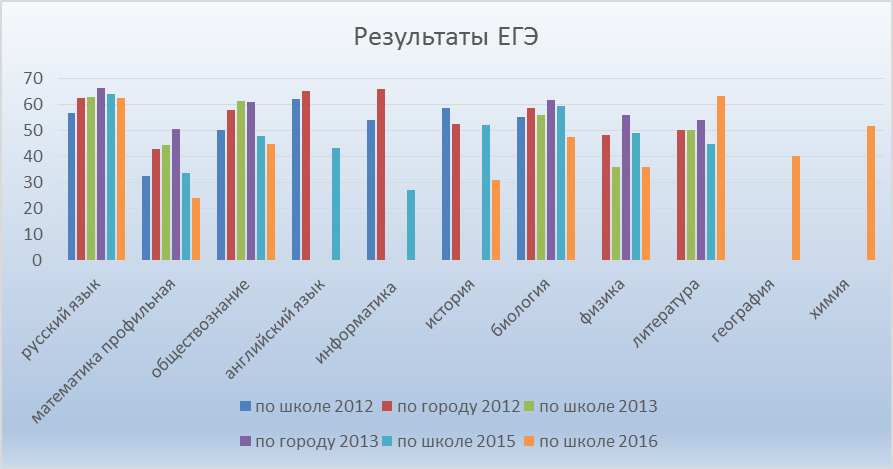 Результаты ЕГЭ
70
60
50
40
30
20
10
0
русский язык
математика профильная
обществознание
английский язык
информатика
история
биология
физика
литература
география
химия
по школе 2012 по городу 2012 по школе 2013
по городу 2013 по школе 2015 по школе 2016